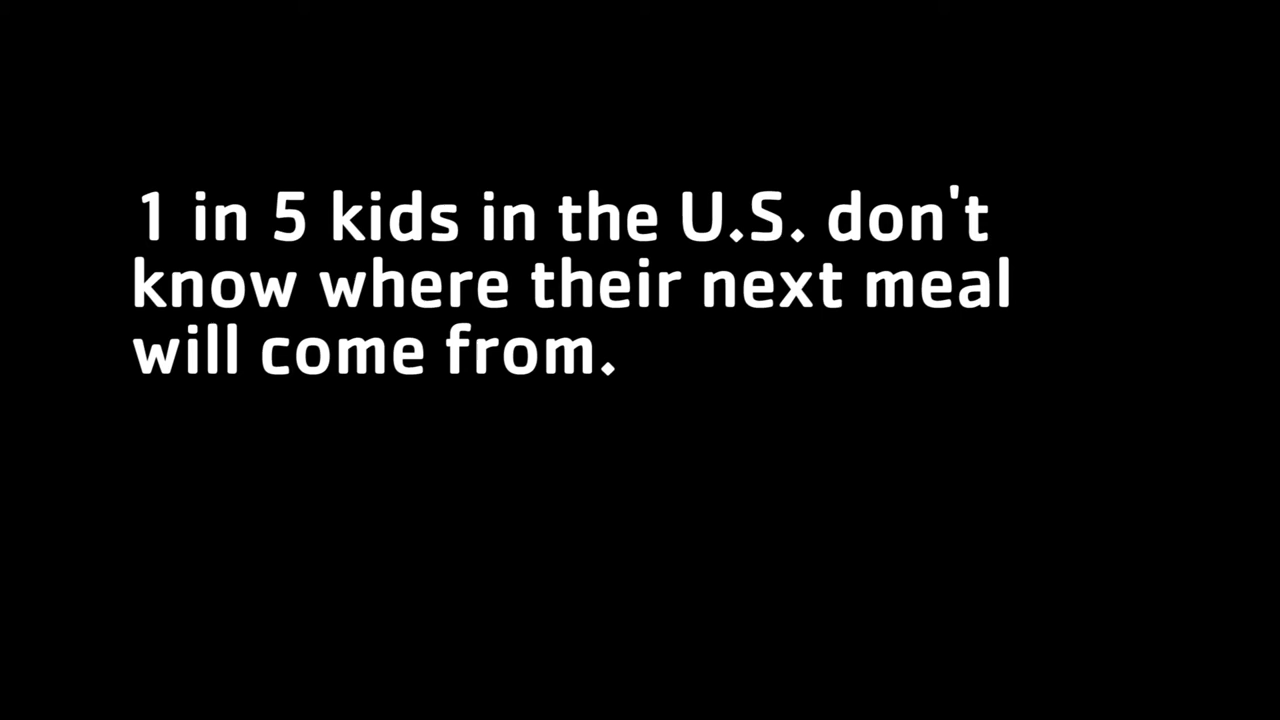 1 in 5 kids in the U.S. don't
know where their next meal
will come from.